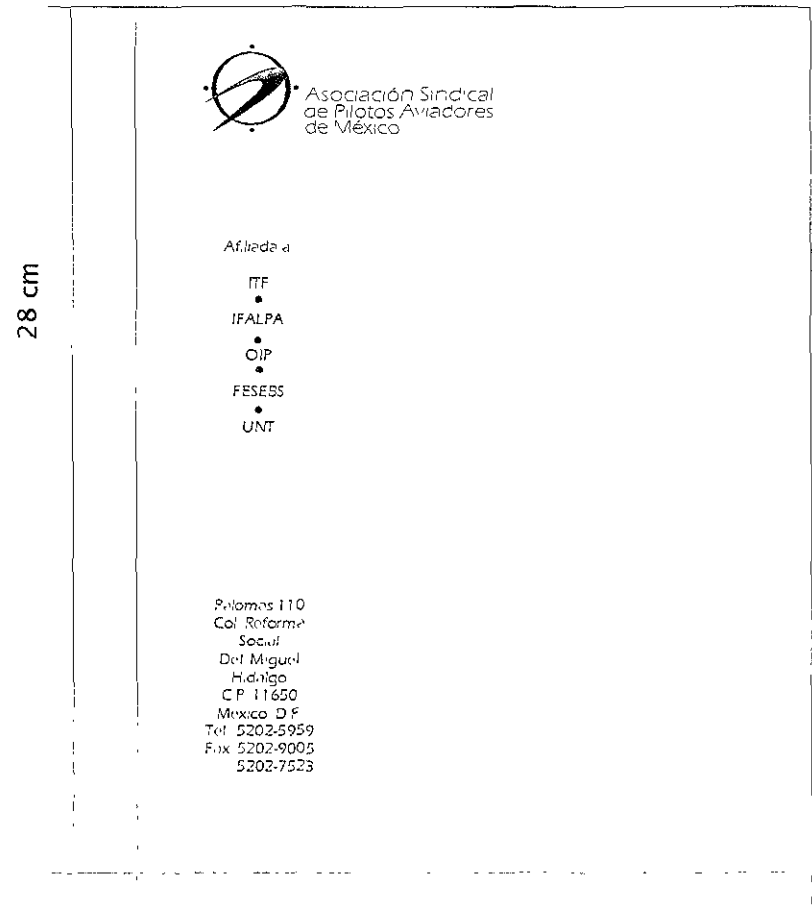 28 cm
Asociación Sindical
de Pilotos Aviadores
de México
Afiliada a
ITF
IFALPA
OIP
FESEBS
UNT
Palomas 110
Col Reforma
Social
Del Miguel
Hidalgo
C P 11650
México D F
Tel 5202-5959
Fax 5202-9005
5202-7523